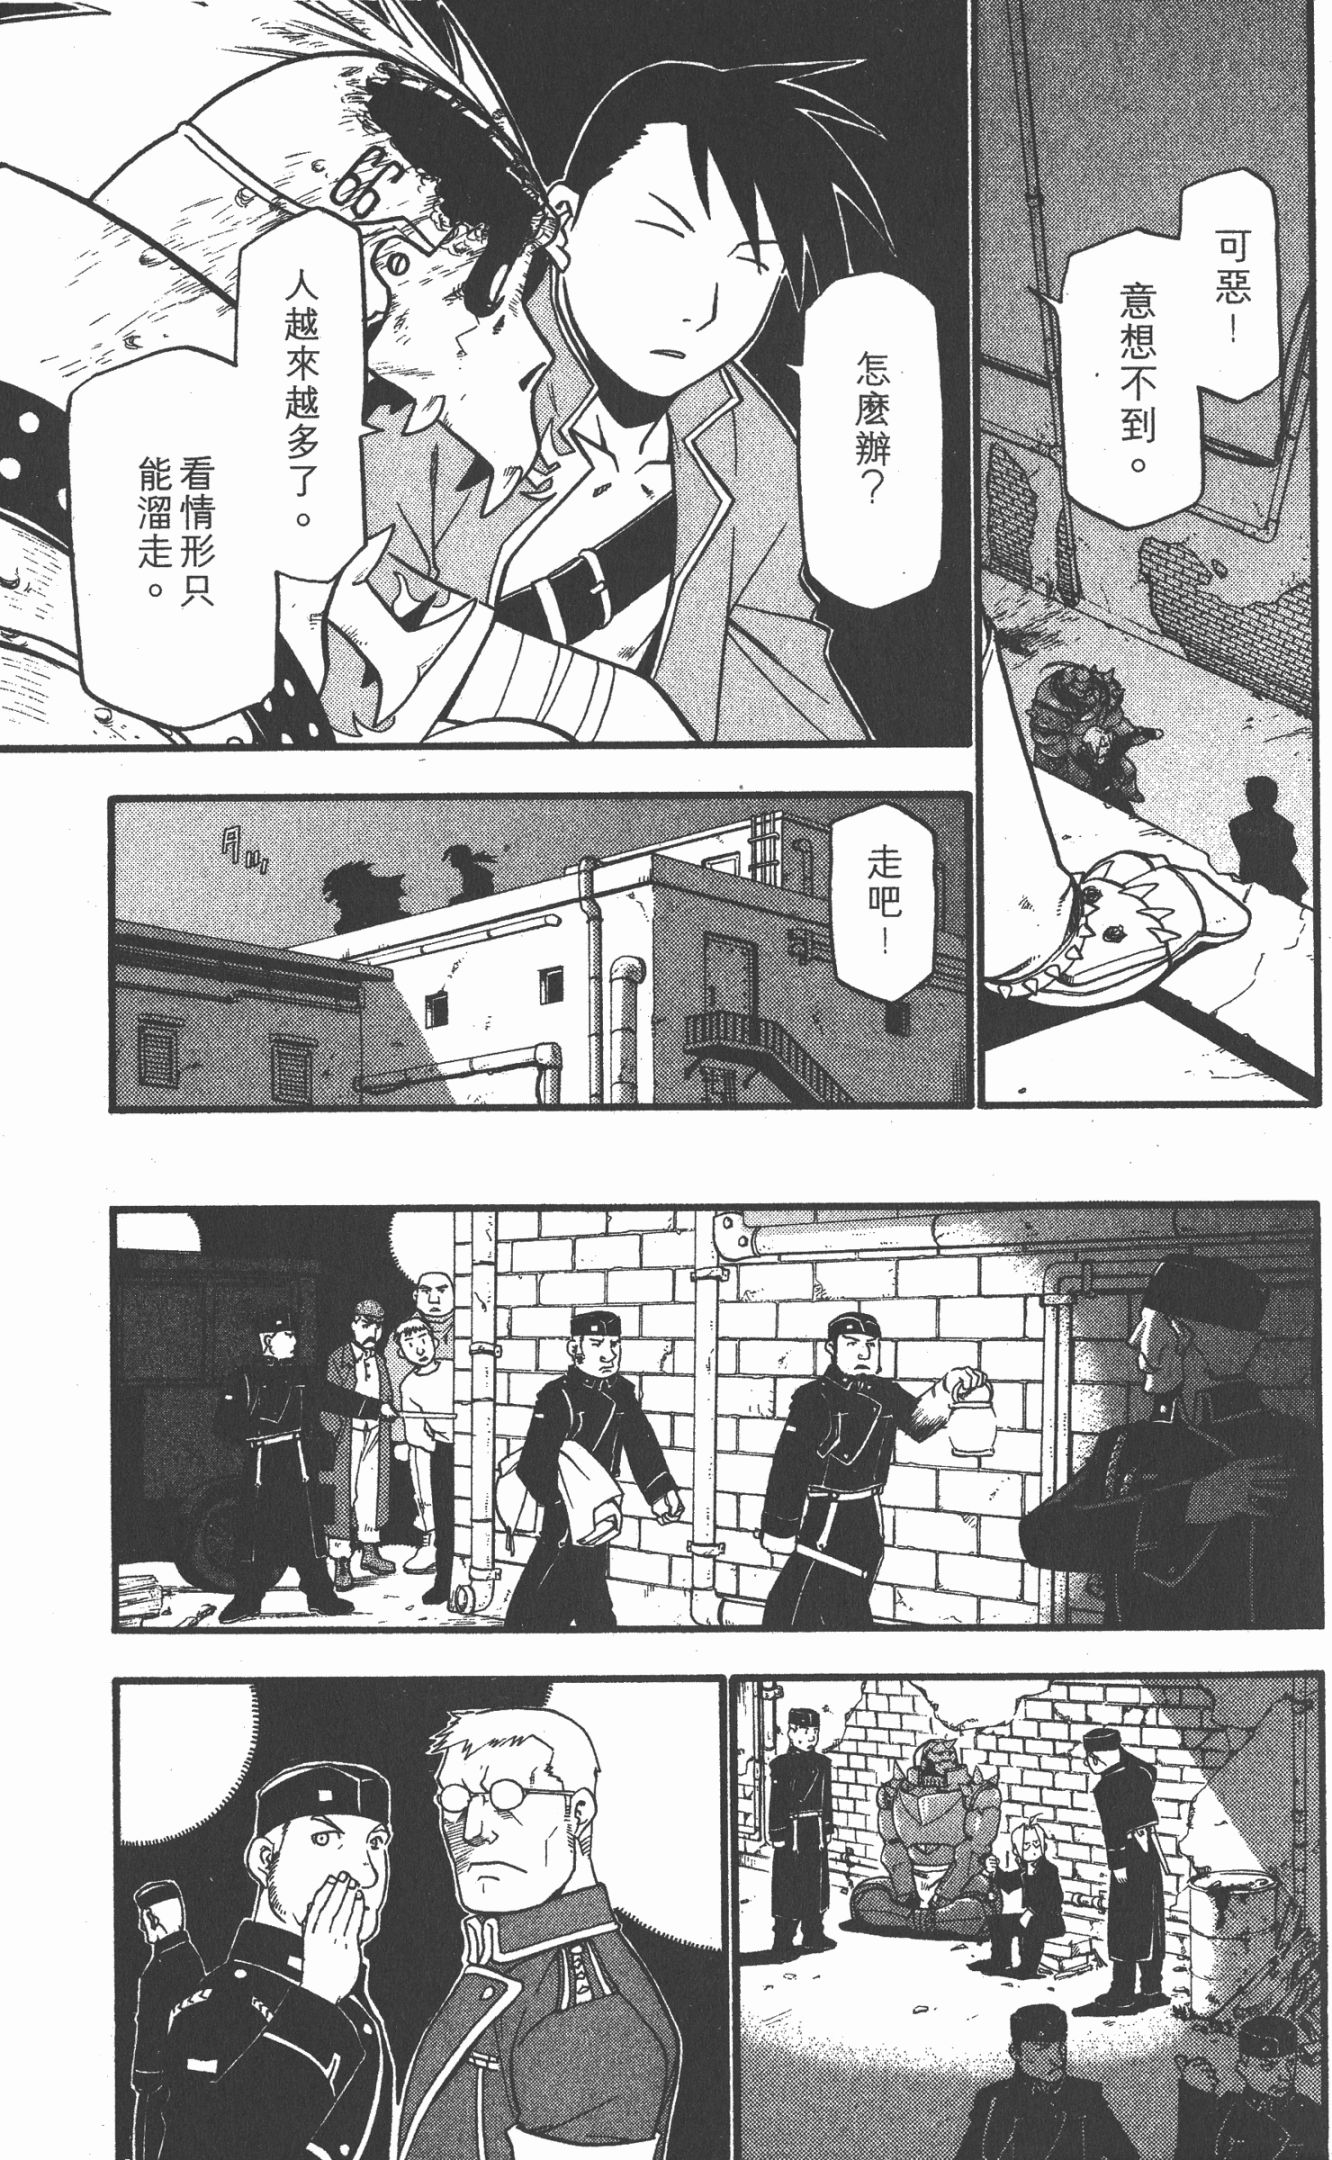 可惡！
意想不到。
怎麼辦？
人越來越多了。
看情形只
能溜走。
走吧！